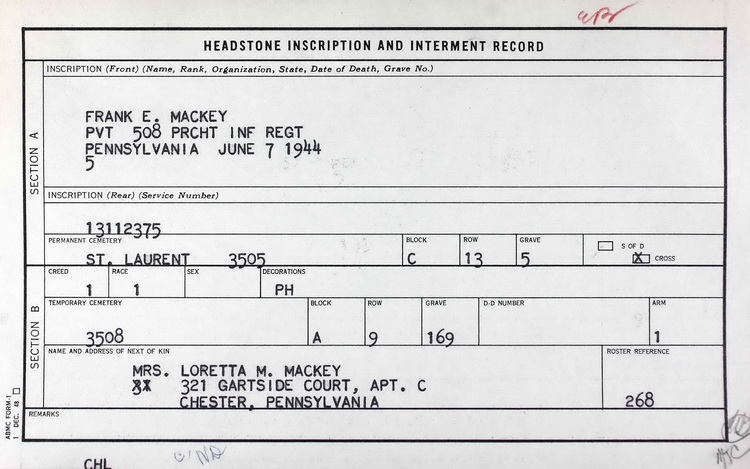 HEADSTONE INSCRIPTION AND INTERMENT RECORD
SECTION A
INSCRIPTION (Front) (Name, Rank, Organization, State, Date of Death, Grave No.)
FRANK E. MACKEY
PVT 508 PRCHT INF REGT
PENNSYLVANIA JUNE 7 1944
5
INSCRIPTION (Rear) (Service Number)
13112375
PERMANENT CEMETERY BLOCK ROW GRAVE S OF D
ST. LAURENT 3505 C 13 5 X CROSS
SECTION B
CREED RACE SEX DECORATIONS
1 1 PH
TEMPORARY CEMETERY BLOCK ROW GRAVE D-D NUMBER ARM
3508 A 9 169 1
NAME AND ADDRESS OF NEXT OF KIN ROSTER REFERENCE
MRS. LORETTA M. MACKEY
321 GARTSIDE COURT, APT. C
CHESTER, PENNSYLVANIA 268
REMARKS
ABMC FORM-1
1 DEC. 48
CHL